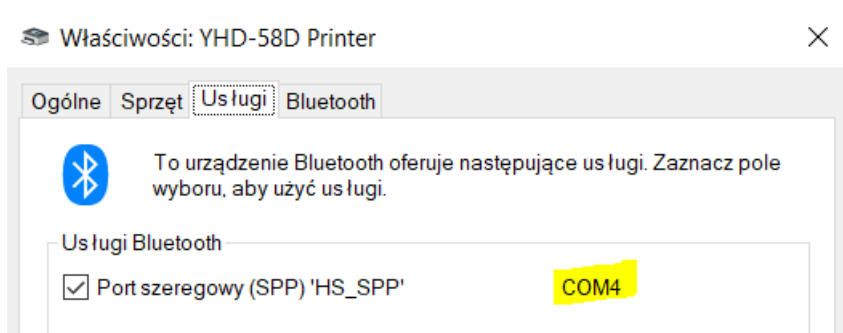 Właściwości: YHD-58D Printer
Ogólne Sprzęt Usługi Bluetooth
To urządzenie Bluetooth oferuje następujące usługi. Zaznacz pole
wyboru, aby użyć usługi.
Usługi Bluetooth
Port szeregowy (SPP) 'HS_SPP' COM4